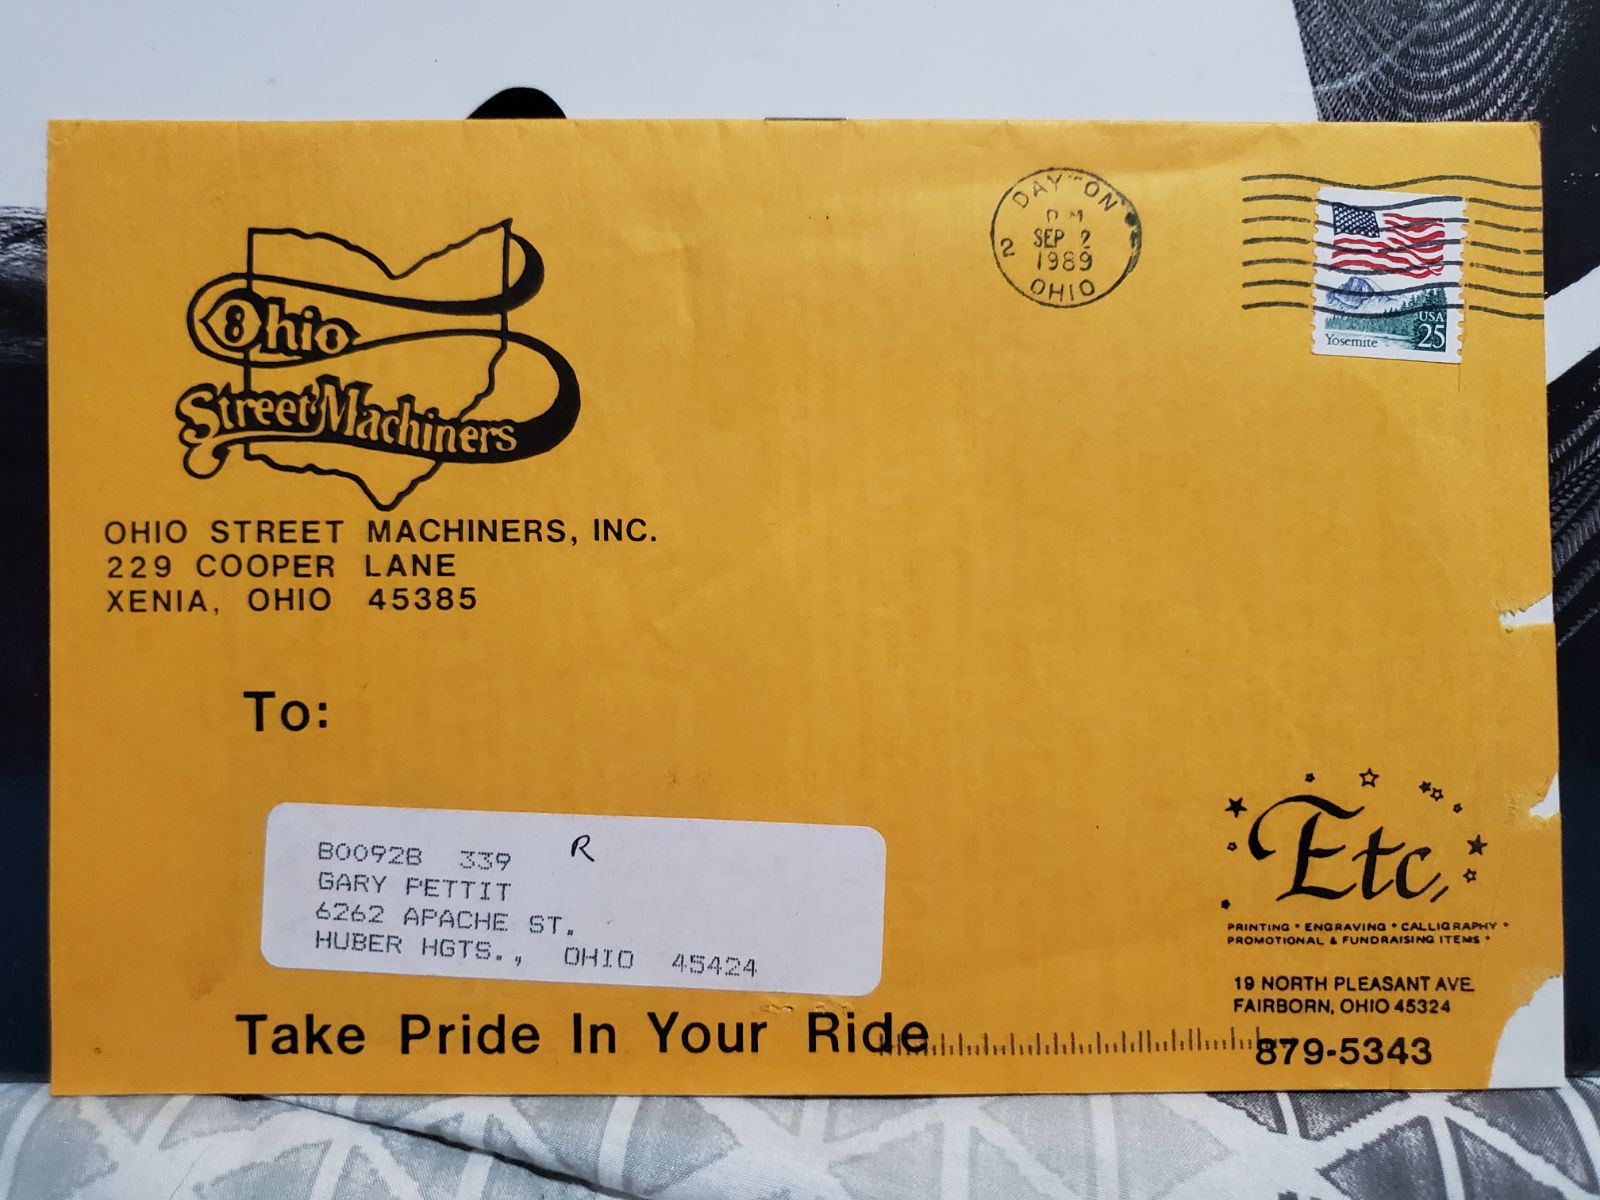 Ohio
Street Machiners
OHIO STREET MACHINERS, INC.
229 COOPER LANE
XENIA, OHIO 45385
DAYTON
PM
2 SEP 2
1989
OHIO
USA
Yosemite 25
To:
B0092B 339 R
GARY PETTIT
6262 APACHE ST.
HUBER HGTS., OHIO 45424
Take Pride In Your Ride
Etc,
PRINTING * ENGRAVING * CALLIGRAPHY *
PROMOTIONAL & FUNDRAISING ITEMS *
19 NORTH PLEASANT AVE.
FAIRBORN, OHIO 45324
879-5343